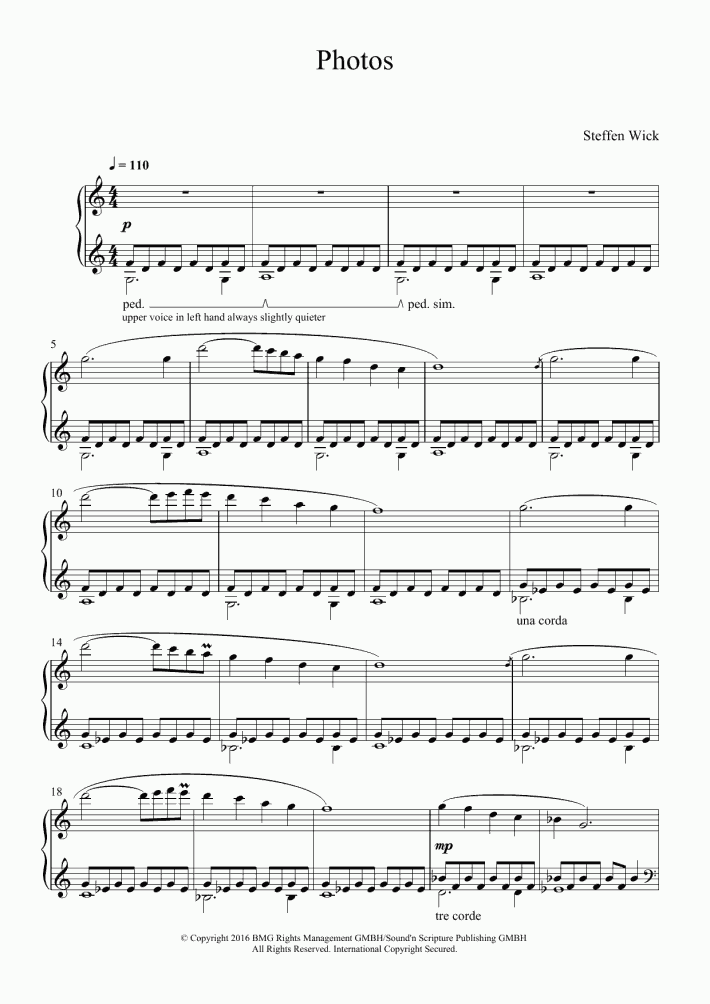 Photos
Steffen Wick
= 110
p
ped. ped. sim.
upper voice in left hand always slightly quieter
5
10
una corda
14
18
mp
tre corde
© Copyright 2016 BMG Rights Management GMBH/Sound'n Scripture Publishing GMBH
All Rights Reserved. International Copyright Secured.